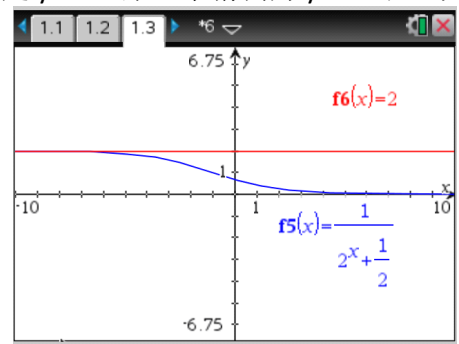 1.1 1.2 1.3 *6
6.75 y
f6(x)=2
1
-10 1 x 10
f5(x)=1/(2^x+1/2)
-6.75